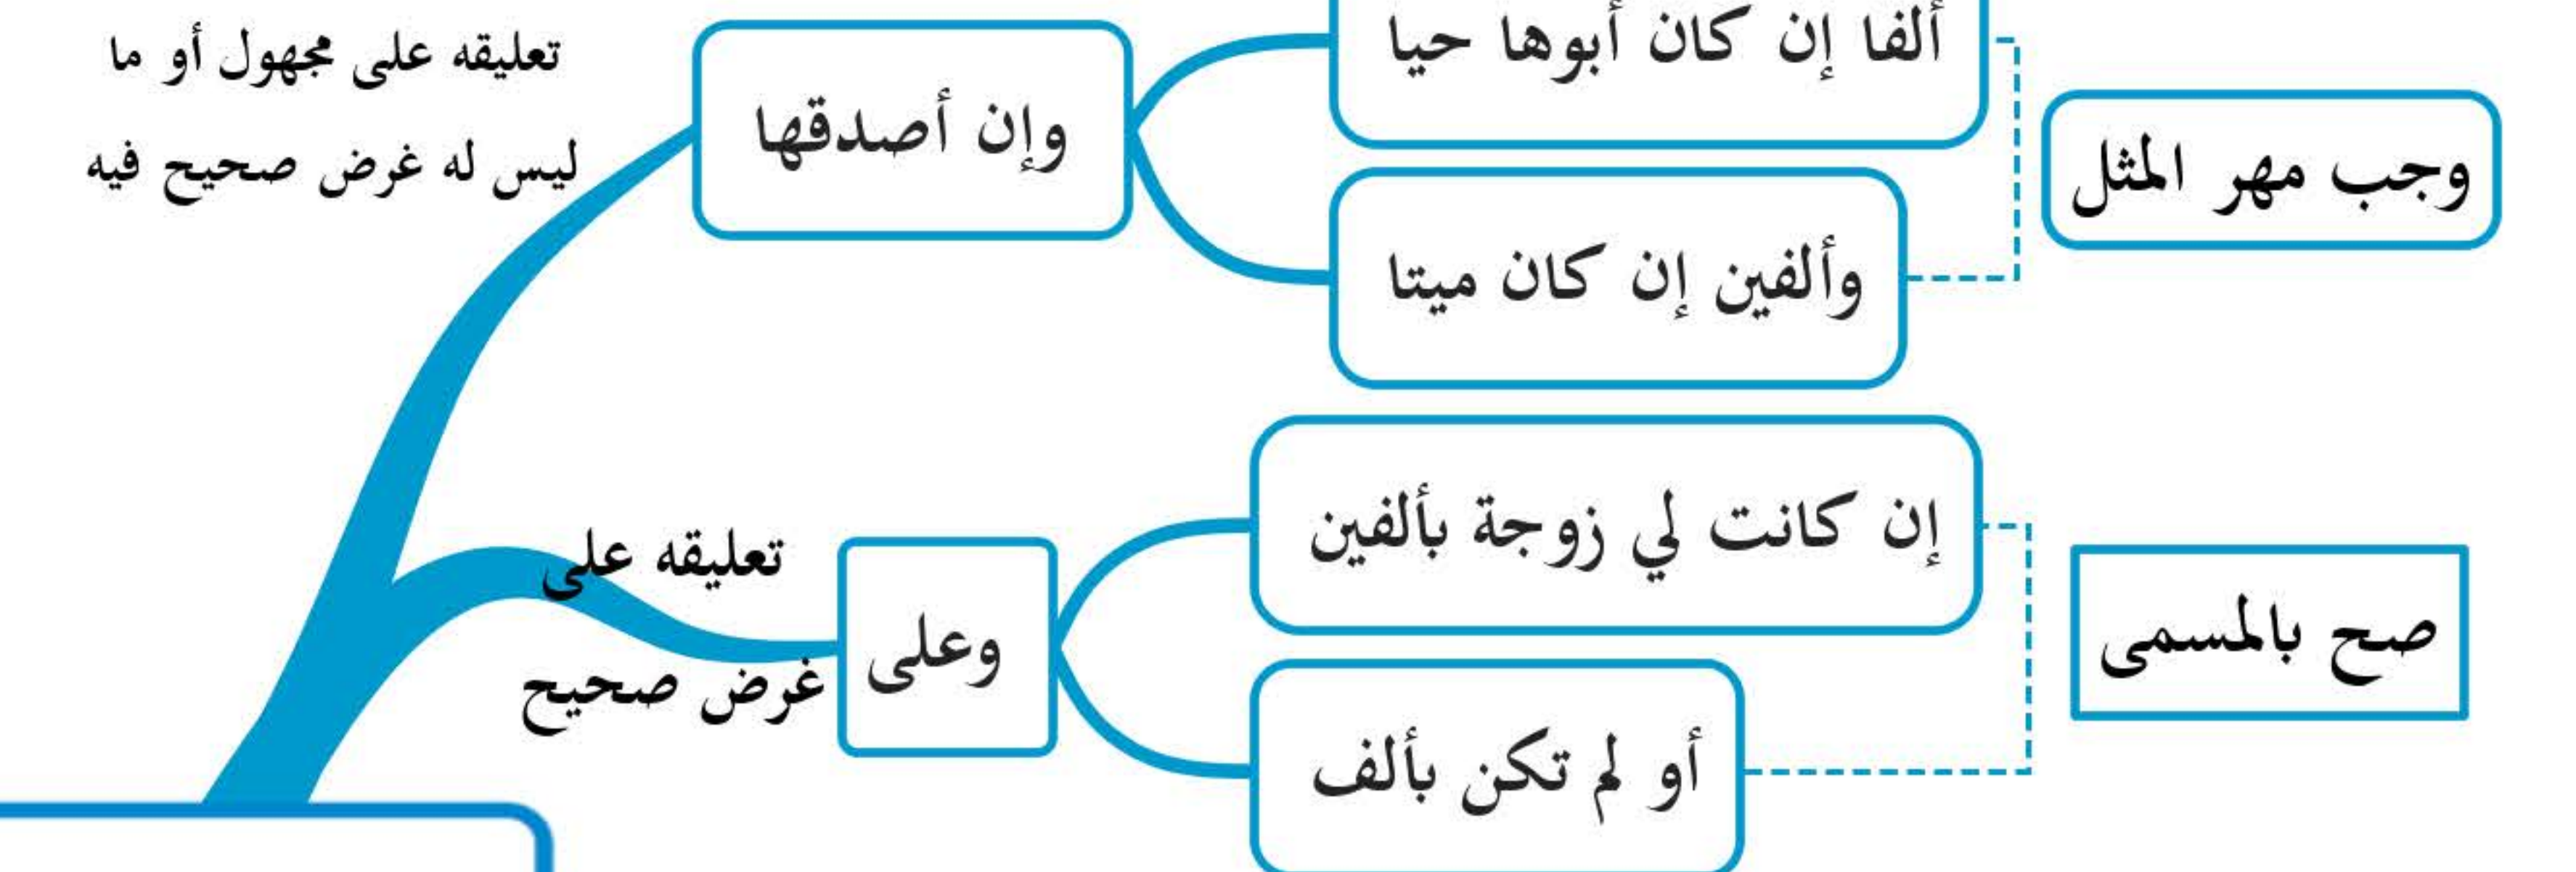 تعليقه على مجهول أو ما
ليس له غرض صحيح فيه
وإن أصدقها
ألفا إن كان أبوها حيا
وألفين إن كان ميتا
وجب مهر المثل
تعليقه على
غرض صحيح
وعلى
إن كانت لي زوجة بألفين
أو لم تكن بألف
صح بالمسمى